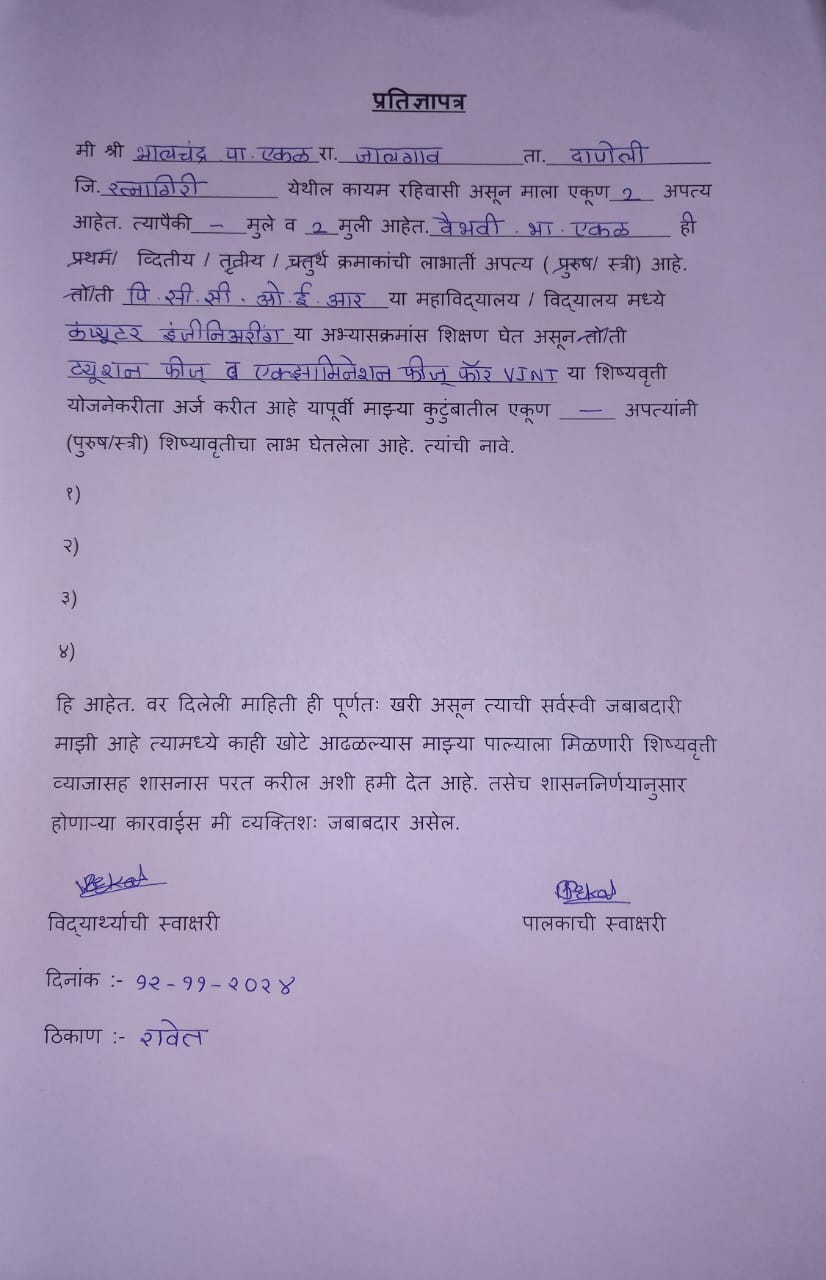 प्रतिज्ञापत्र
मी श्री भालचंद्र पा. एकळ रा. जालगाव ता. दापोली
जि. रत्नागिरी येथील कायम रहिवासी असून माला एकूण 2 अपत्य
आहेत. त्यापैकी - मुले व 2 मुली आहेत. वैभवी . भा . एकळ ही
प्रथम/ व्दितीय / तृत्रीय / चतुर्थ क्रमाकांची लाभार्ती अपत्य ( पुरुष/ स्त्री) आहे.
तो/ती पि . सी . सी . ओ . ई . आर या महाविद्यालय / विद्यालय मध्ये
कंप्युटर इंजीनिअरींग या अभ्यासक्रमांस शिक्षण घेत असून तो/ती
ट्यूशन फीज् व एक्झामिनेशन फीज् फॉर VJNT या शिष्यवृत्ती
योजनेकरीता अर्ज करीत आहे यापूर्वी माझ्या कुटुंबातील एकूण — अपत्यांनी
(पुरुष/स्त्री) शिष्यावृतीचा लाभ घेतलेला आहे. त्यांची नावे.
१)
२)
३)
४)
हि आहेत. वर दिलेली माहिती ही पूर्णतः खरी असून त्याची सर्वस्वी जबाबदारी
माझी आहे त्यामध्ये काही खोटे आढळल्यास माझ्या पाल्याला मिळणारी शिष्यवृत्ती
व्याजासह शासनास परत करील अशी हमी देत आहे. तसेच शासननिर्णयानुसार
होणाऱ्या कारवाईस मी व्यक्तिशः जबाबदार असेल.
विद्यार्थ्याची स्वाक्षरी पालकाची स्वाक्षरी
दिनांक :- १२-११-२०२४
ठिकाण :- रावेत